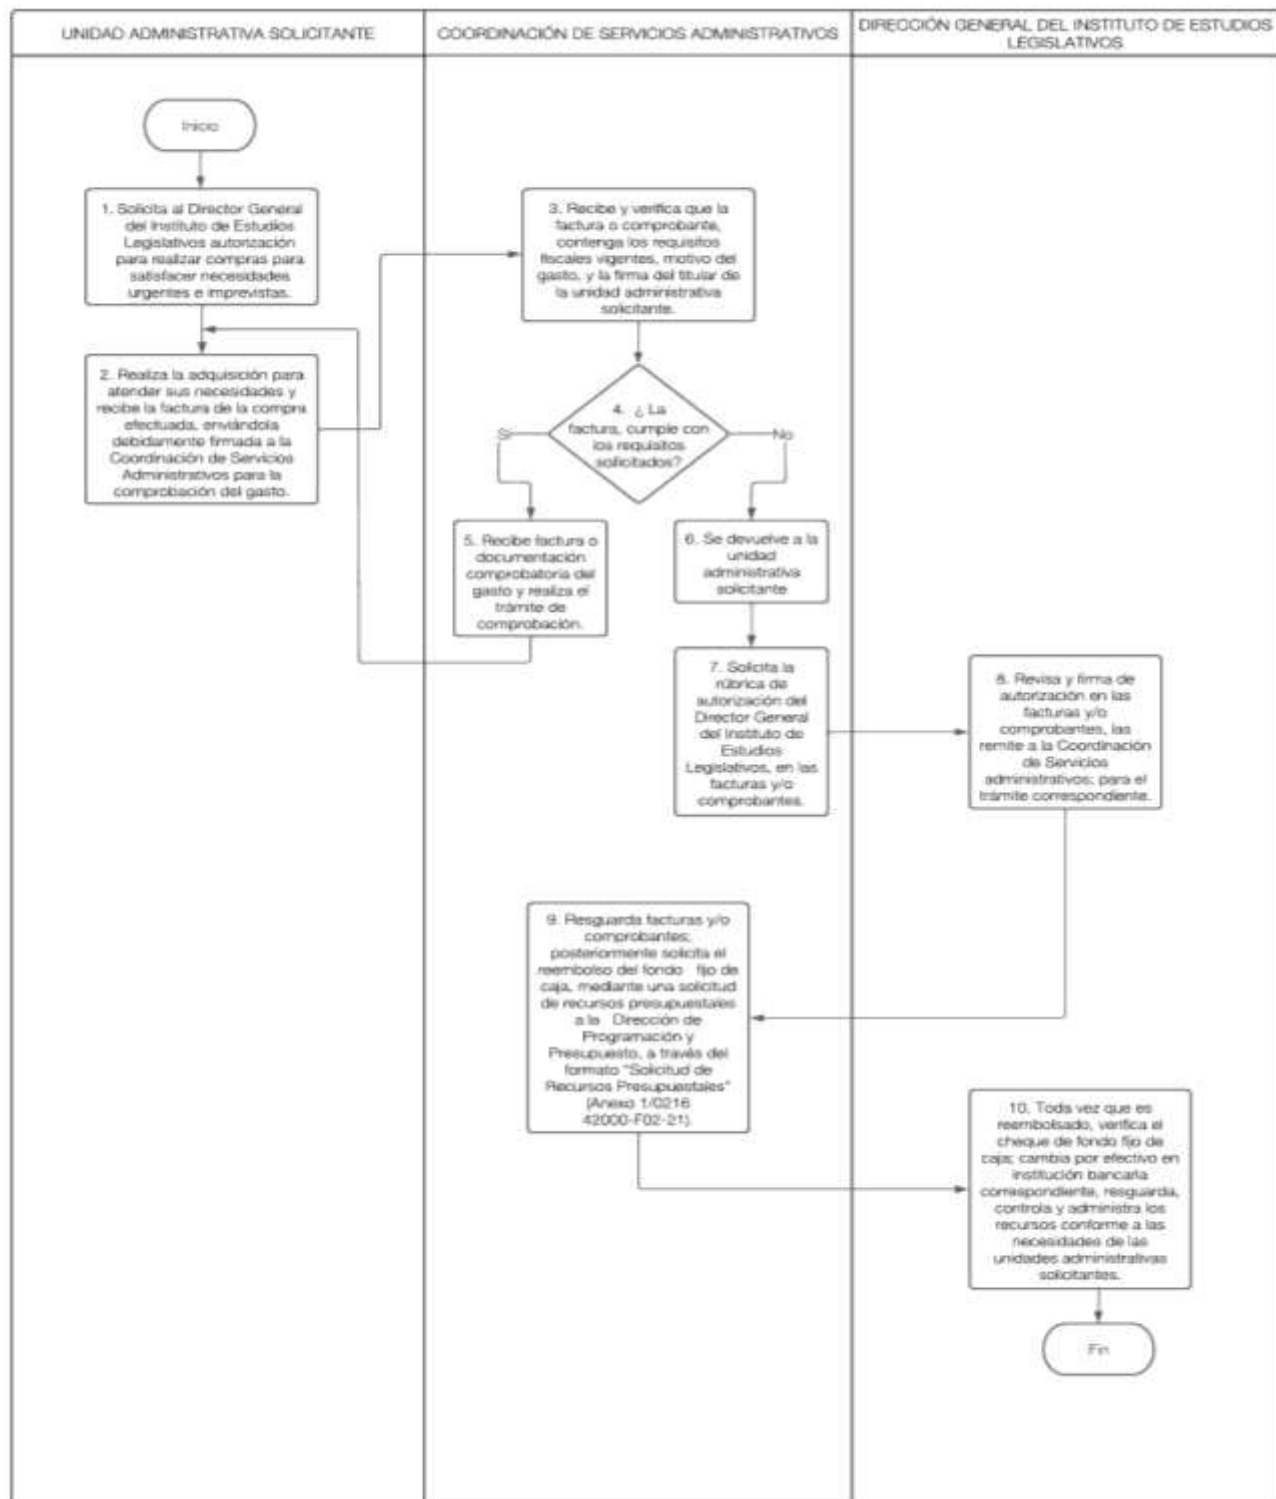 UNIDAD ADMINISTRATIVA SOLICITANTE
COORDINACIÓN DE SERVICIOS ADMINISTRATIVOS
DIRECCIÓN GENERAL DEL INSTITUTO DE ESTUDIOS
LEGISLATIVOS
Inicio
1. Solicita al Director General
del Instituto de Estudios
Legislativos autorización
para realizar compras para
satisfacer necesidades
urgentes e imprevistas.
2. Realiza la adquisición para
atender sus necesidades y
recibe la factura de la compra
efectuada, enviándola
debidamente firmada a la
Coordinación de Servicios
Administrativos para la
comprobación del gasto.
3. Recibe y verifica que la
factura o comprobante,
contenga los requisitos
fiscales vigentes, motivo del
gasto, y la firma del titular de
la unidad administrativa
solicitante.
4. ¿ La
factura, cumple con
los requisitos
solicitados?
Sí
No
5. Recibe factura o
documentación
comprobatoria del
gasto y realiza el
trámite de
comprobación.
6. Se devuelve a la
unidad
administrativa
solicitante
7. Solicita la
rúbrica de
autorización del
Director General
del Instituto de
Estudios
Legislativos, en las
facturas y/o
comprobantes.
8. Revisa y firma de
autorización en las
facturas y/o
comprobantes, las
remite a la Coordinación
de Servicios
administrativos; para el
trámite correspondiente.
9. Resguarda facturas y/o
comprobantes;
posteriormente solicita el
reembolso del fondo fijo de
caja, mediante una solicitud
de recursos presupuestales
a la Dirección de
Programación y
Presupuesto, a través del
formato "Solicitud de
Recursos Presupuestales"
(Anexo 1/0216
42000-F02-21).
10. Toda vez que es
reembolsado, verifica el
cheque de fondo fijo de
caja; cambia por efectivo en
institución bancaria
correspondiente, resguarda,
controla y administra los
recursos conforme a las
necesidades de las
unidades administrativas
solicitantes.
Fin